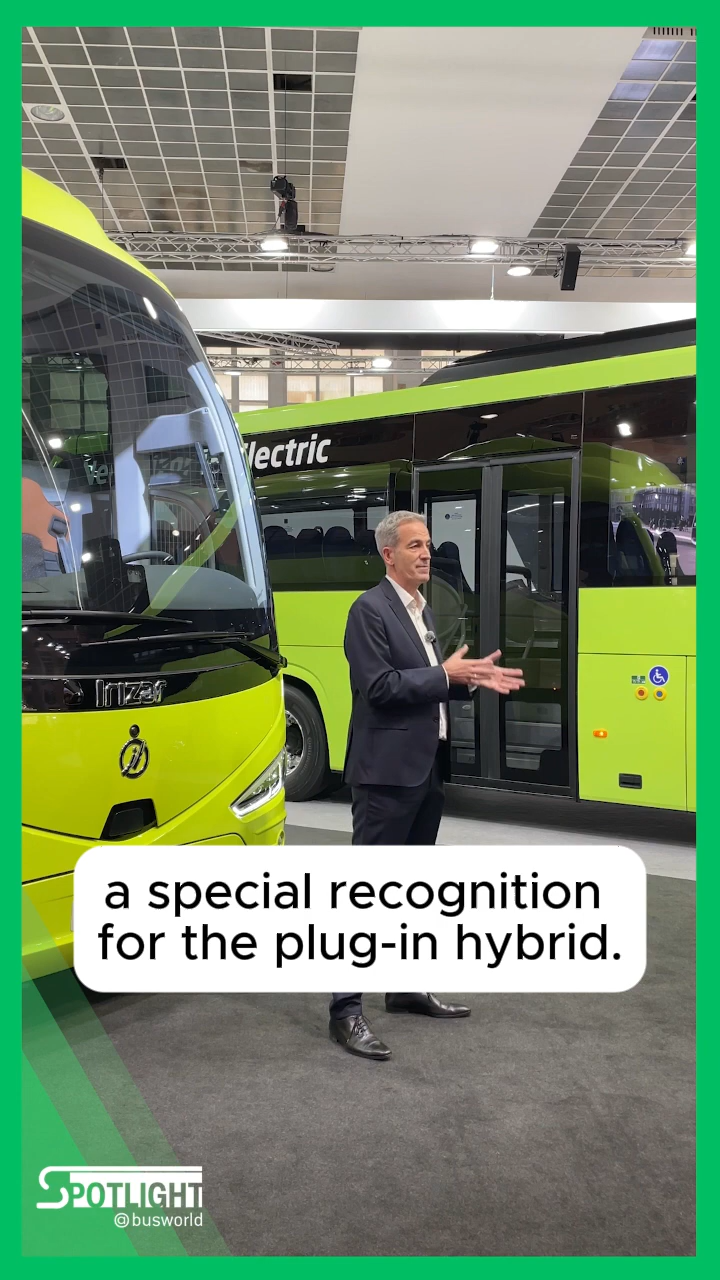 lectric
Irizar
a special recognition
for the plug-in hybrid.
SPOTLIGHT
@busworld